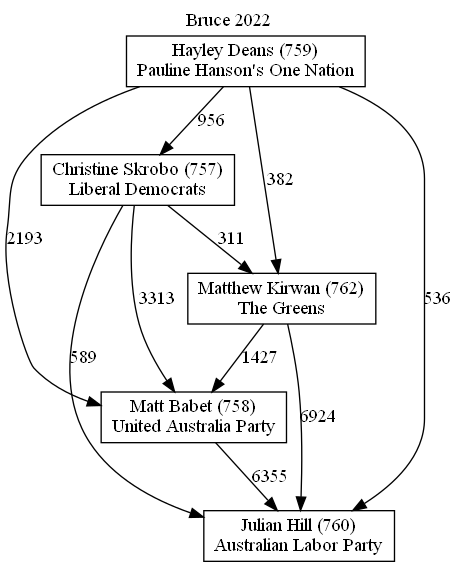 Bruce 2022
Hayley Deans (759)
Pauline Hanson's One Nation
956
Christine Skrobo (757)
Liberal Democrats
382
2193
311
536
3313
Matthew Kirwan (762)
The Greens
589
1427
Matt Babet (758)
United Australia Party
6924
6355
Julian Hill (760)
Australian Labor Party